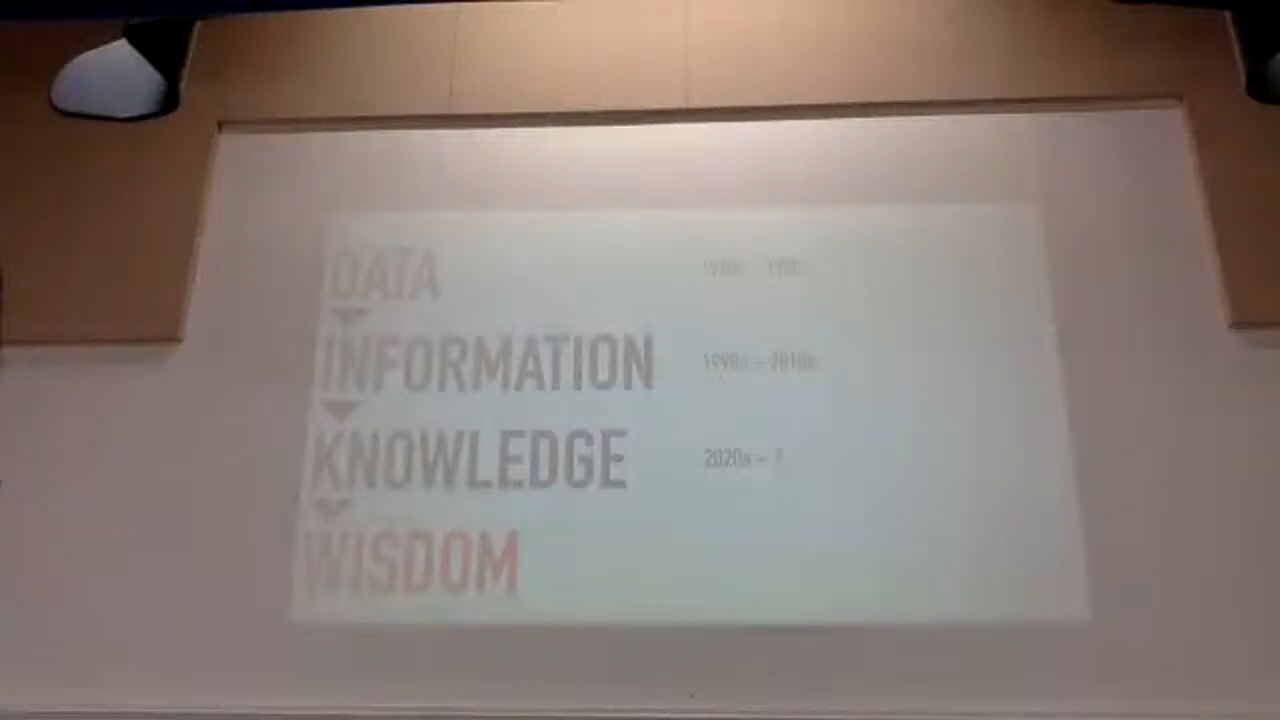 DATA
INFORMATION 1990s – 2010s
KNOWLEDGE 2020s – ?
WISDOM